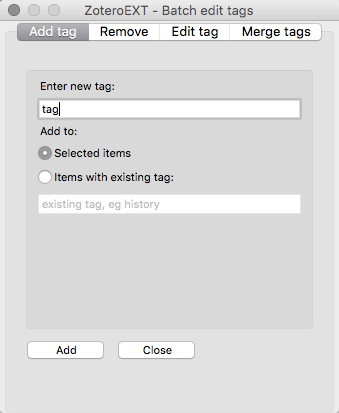 ZoteroEXT - Batch edit tags
Add tag Remove Edit tag Merge tags
Enter new tag:
tag
Add to:
Selected items
Items with existing tag:
existing tag, eg history
Add Close